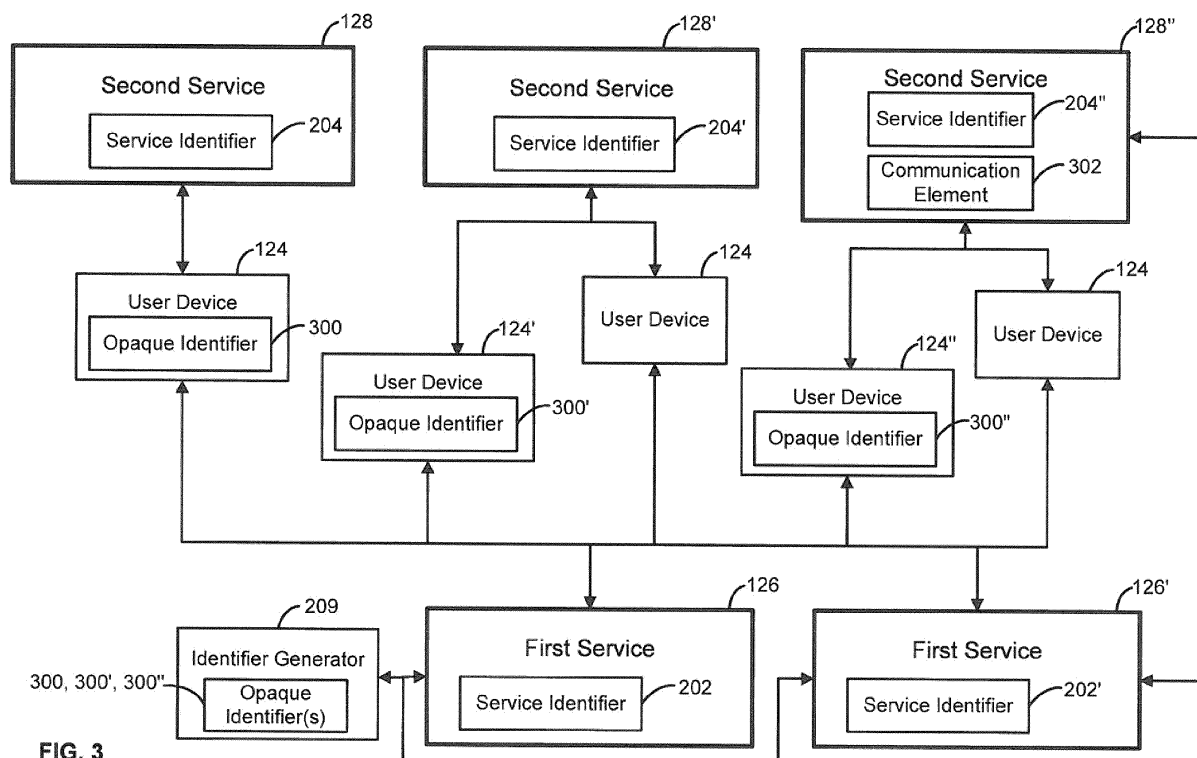 128
128'
128"
Second Service
Service Identifier
204
Second Service
Service Identifier
204'
Second Service
Service Identifier
204"
Communication
Element
302
124
User Device
Opaque Identifier
300
124
User Device
124
User Device
124'
User Device
Opaque Identifier
300'
124"
User Device
Opaque Identifier
300"
209
Identifier Generator
Opaque
Identifier(s)
300, 300', 300"
126
First Service
Service Identifier
202
126'
First Service
Service Identifier
202'
FIG. 3